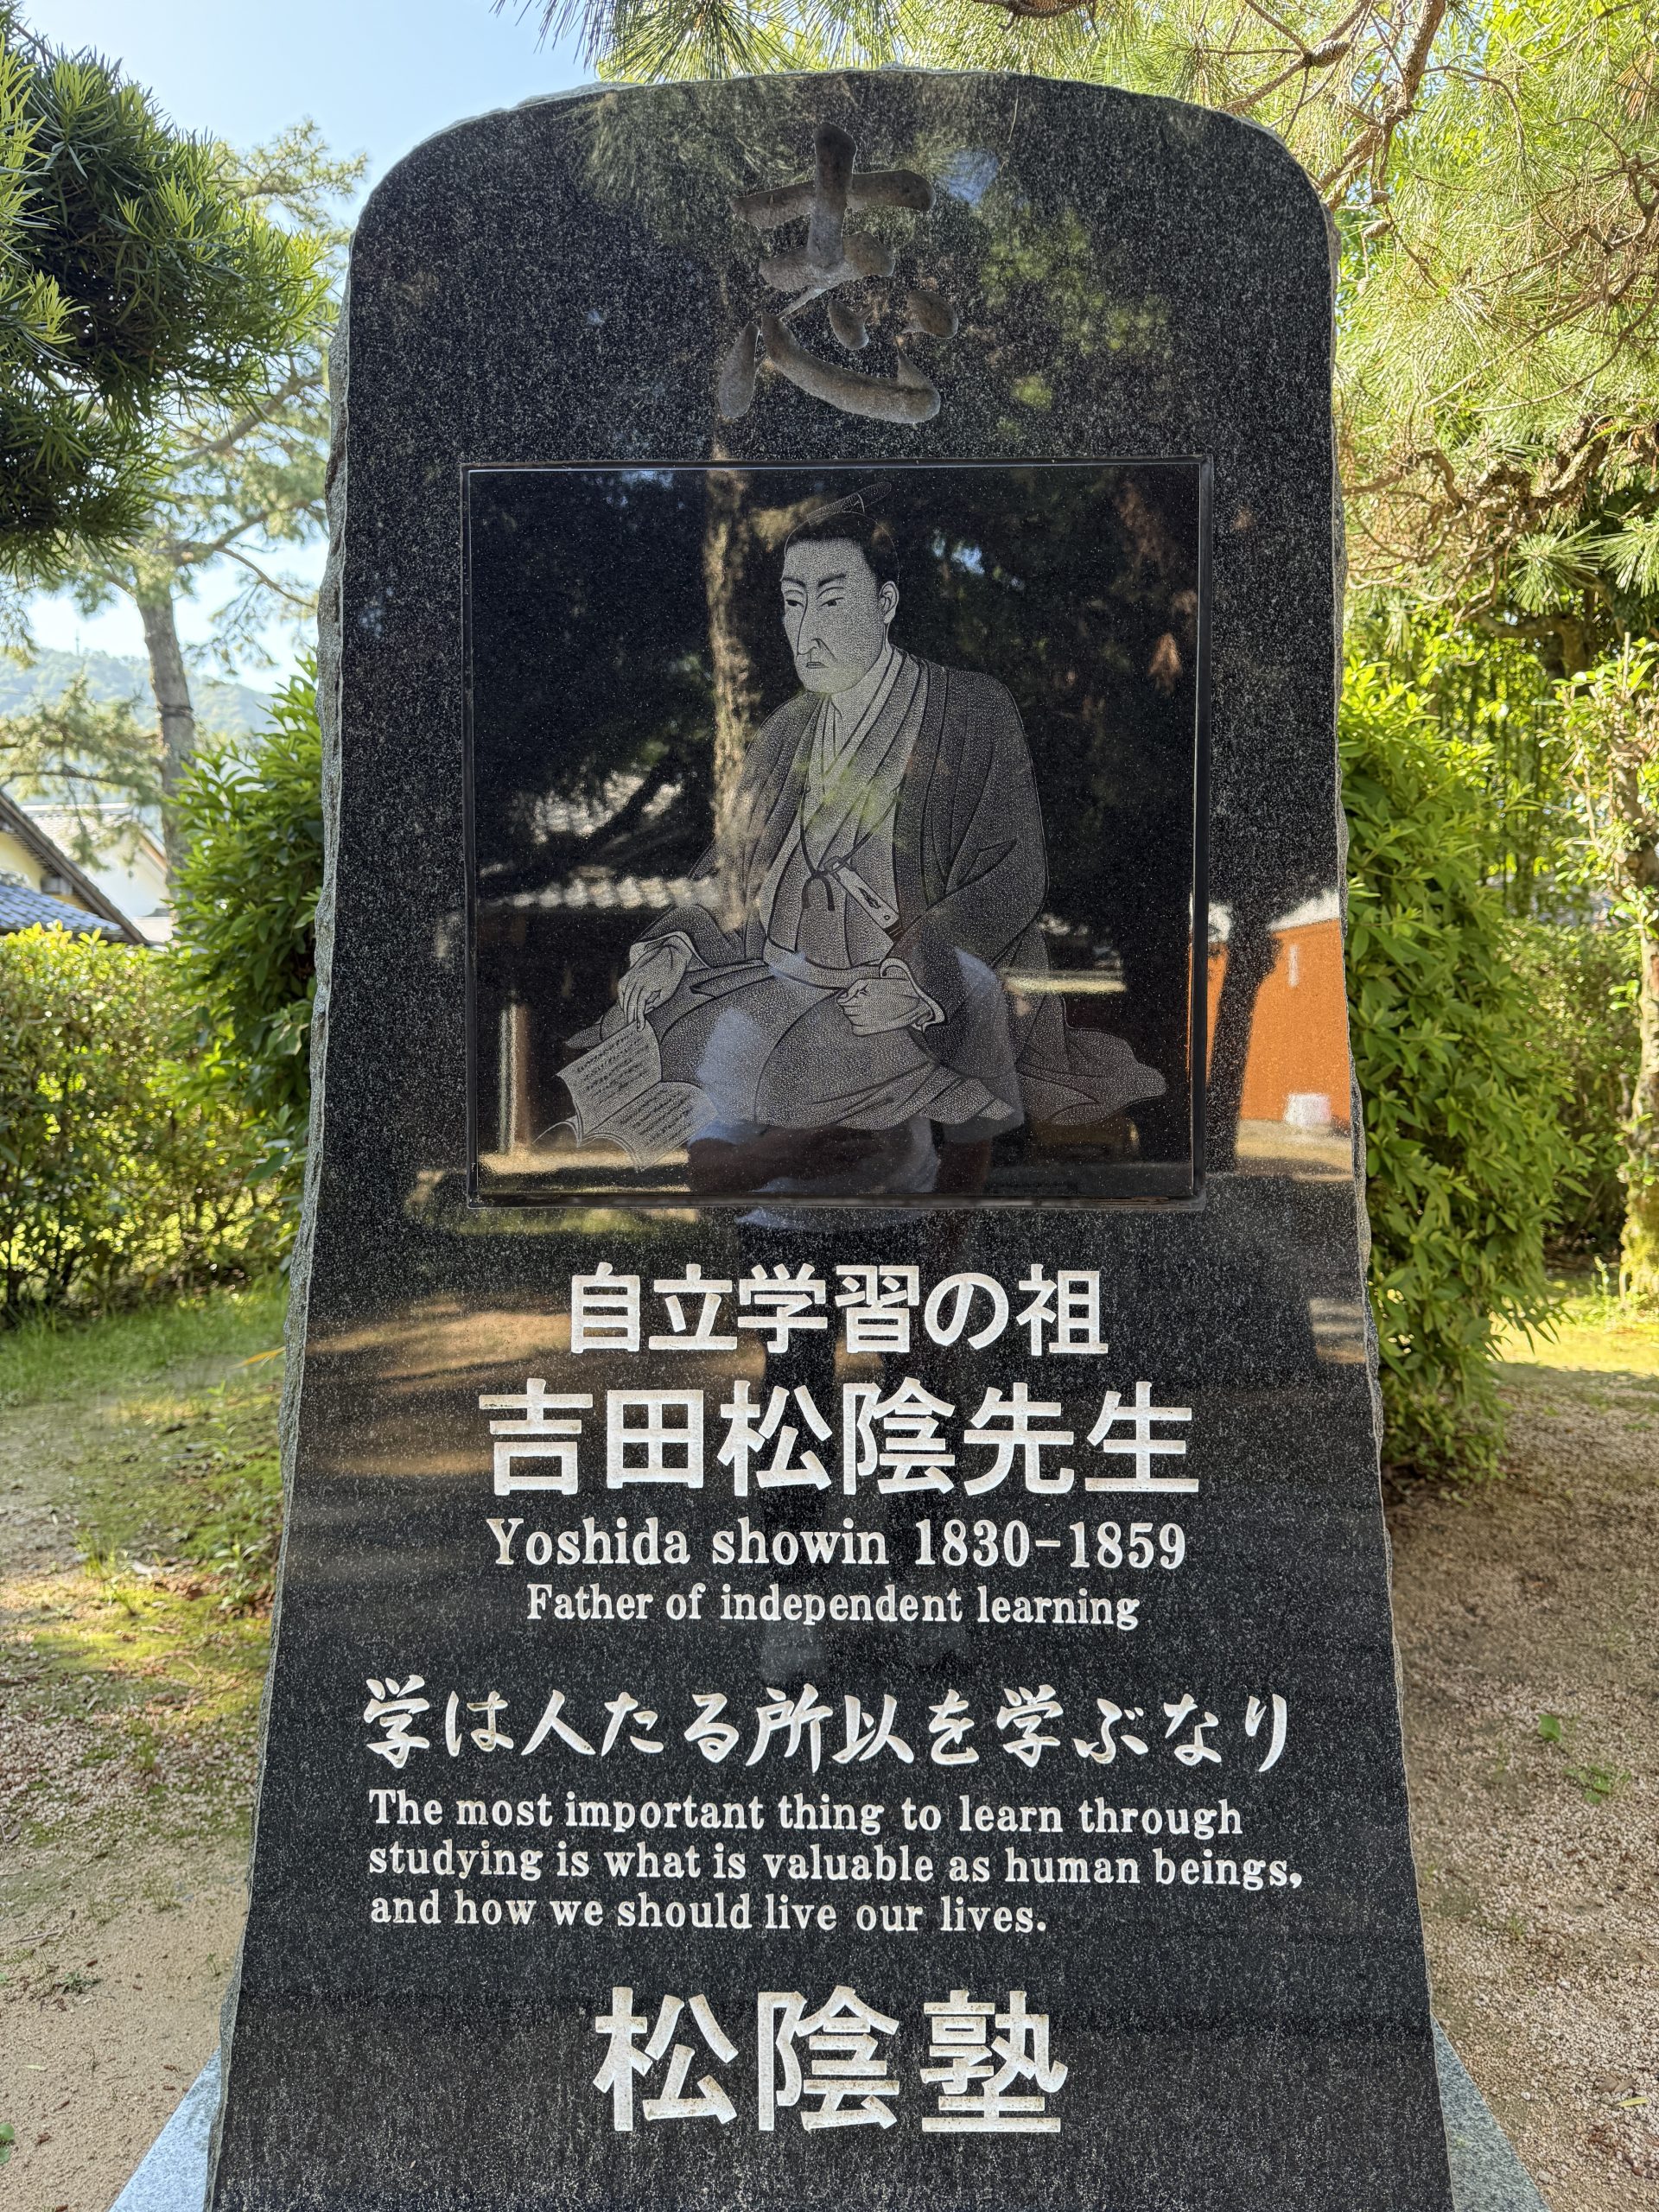 志
自立学習の祖
吉田松陰先生
Yoshida showin 1830-1859
Father of independent learning
学は人たる所以を学ぶなり
The most important thing to learn through
studying is what is valuable as human beings,
and how we should live our lives.
松陰塾